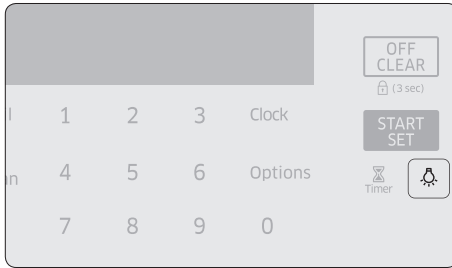 OFF
CLEAR
(3 sec)
1 2 3 Clock
START
SET
4 5 6 Options
Timer
7 8 9 0